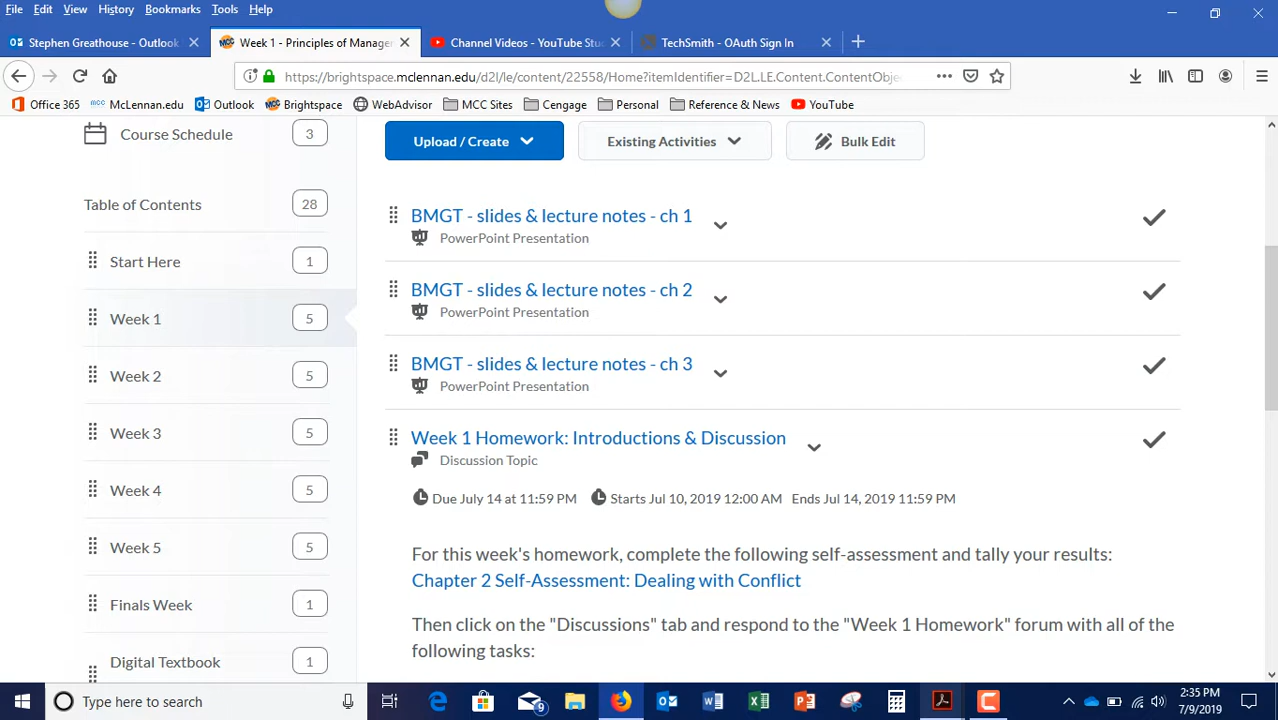 File Edit View History Bookmarks Tools Help
Stephen Greathouse - Outlook
Week 1 - Principles of Manager
Channel Videos - YouTube Stu
TechSmith - OAuth Sign In
https://brightspace.mclennan.edu/d2l/le/content/22558/Home?itemIdentifier=D2L.LE.Content.ContentObje
Office 365 McLennan.edu Outlook Brightspace WebAdvisor MCC Sites Cengage Personal Reference & News YouTube
Course Schedule 3
Table of Contents 28
Start Here 1
Week 1 5
Week 2 5
Week 3 5
Week 4 5
Week 5 5
Finals Week 1
Digital Textbook 1
Upload / Create Existing Activities Bulk Edit
BMGT - slides & lecture notes - ch 1
PowerPoint Presentation
BMGT - slides & lecture notes - ch 2
PowerPoint Presentation
BMGT - slides & lecture notes - ch 3
PowerPoint Presentation
Week 1 Homework: Introductions & Discussion
Discussion Topic
Due July 14 at 11:59 PM Starts Jul 10, 2019 12:00 AM Ends Jul 14, 2019 11:59 PM
For this week's homework, complete the following self-assessment and tally your results:
Chapter 2 Self-Assessment: Dealing with Conflict
Then click on the "Discussions" tab and respond to the "Week 1 Homework" forum with all of the
following tasks:
Type here to search
9
2:35 PM
7/9/2019